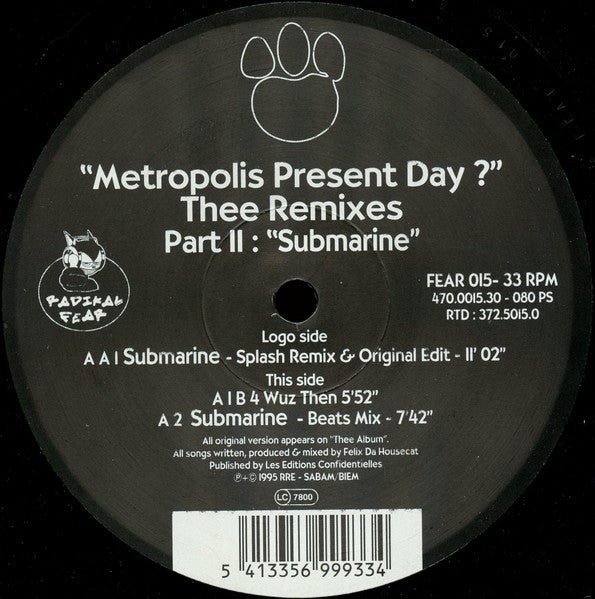 "Metropolis Present Day ?"
Thee Remixes
Part II : "Submarine"
RADIKAL
FEAR
FEAR 015- 33 RPM
470.0015.30 - 080 PS
RTD : 372.5015.0
Logo side
A A 1 Submarine - Splash Remix & Original Edit - 11' 02"
This side
A 1 B 4 Wuz Then 5'52"
A 2 Submarine - Beats Mix - 7'42"
All original version appears on "Thee Album".
All songs written, produced & mixed by Felix Da Housecat
Published by Les Editions Confidentielles
℗+© 1995 RRE - SABAM/BIEM
LC 7800
5 413356 999334